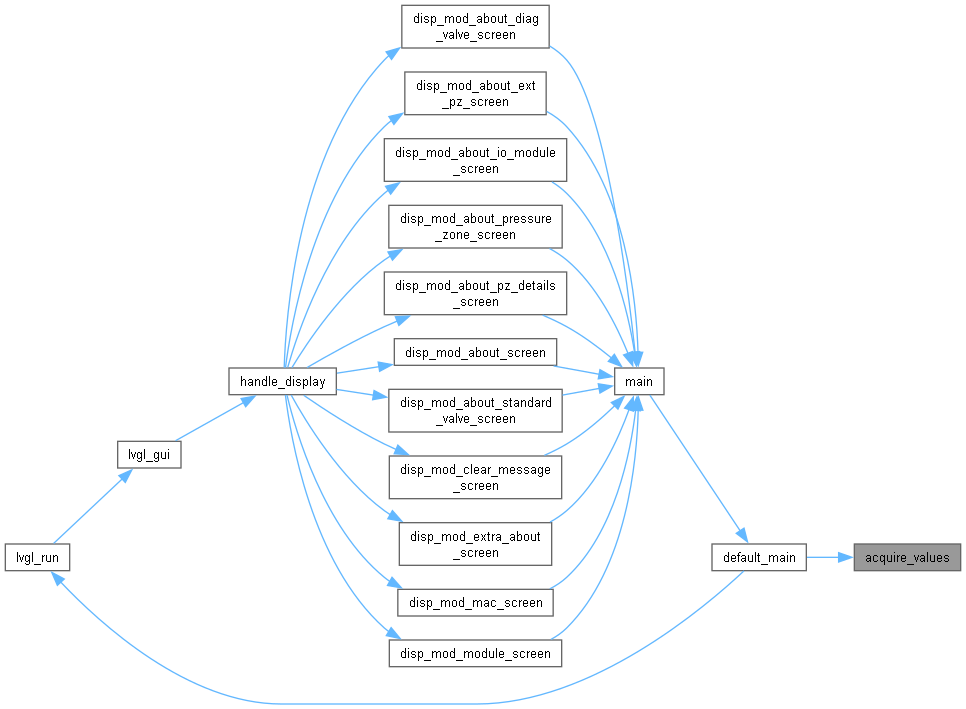 disp_mod_about_diag
_valve_screen
disp_mod_about_ext
_pz_screen
disp_mod_about_io_module
_screen
disp_mod_about_pressure
_zone_screen
disp_mod_about_pz_details
_screen
disp_mod_about_screen
handle_display
main
disp_mod_about_standard
_valve_screen
lvgl_gui
disp_mod_clear_message
_screen
disp_mod_extra_about
_screen
lvgl_run
default_main
acquire_values
disp_mod_mac_screen
disp_mod_module_screen